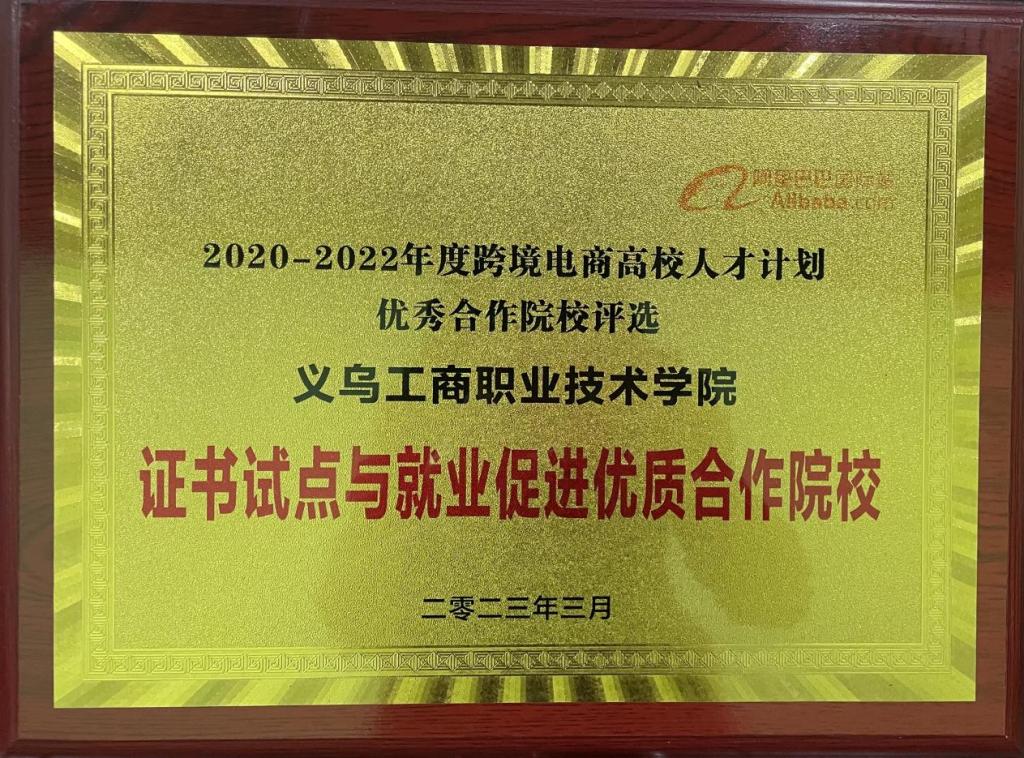 阿里巴巴国际站
Alibaba.com
2020-2022年度跨境电商高校人才计划
优秀合作院校评选
义乌工商职业技术学院
证书试点与就业促进优质合作院校
二零二三年三月